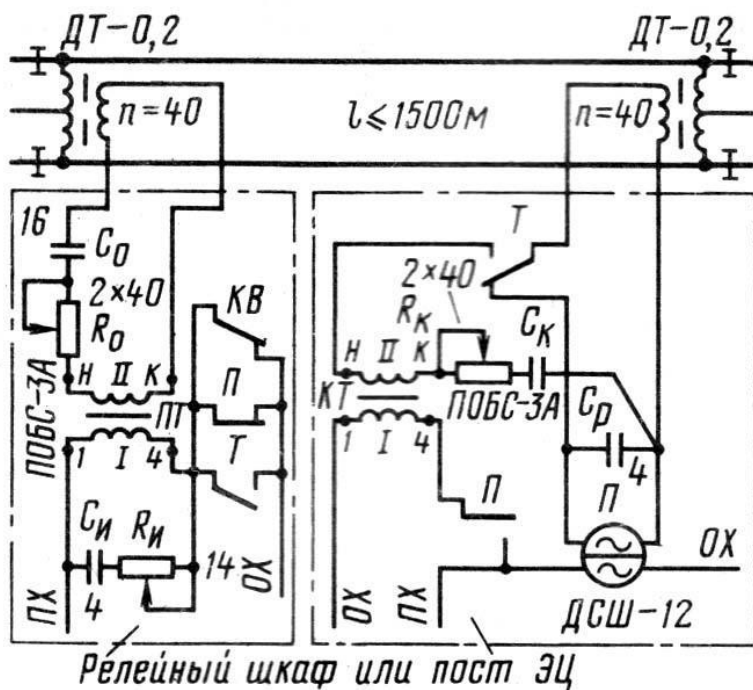 ДТ-0,2
ДТ-0,2
n=40
l⩽1500м
n=40
16
Cо
2×40
Rо
КВ
Н II К
П
ПТ
ПОБС-3А
1 I 4
Т
Cи
Rи
4
14
ПХ
ОХ
Т
2×40
Rк
Cк
Н II К
КТ
ПОБС-3А
Cр
1 I 4
4
П
П
ОХ
ОХ
ПХ
ДСШ-12
Релейный шкаф или пост ЭЦ